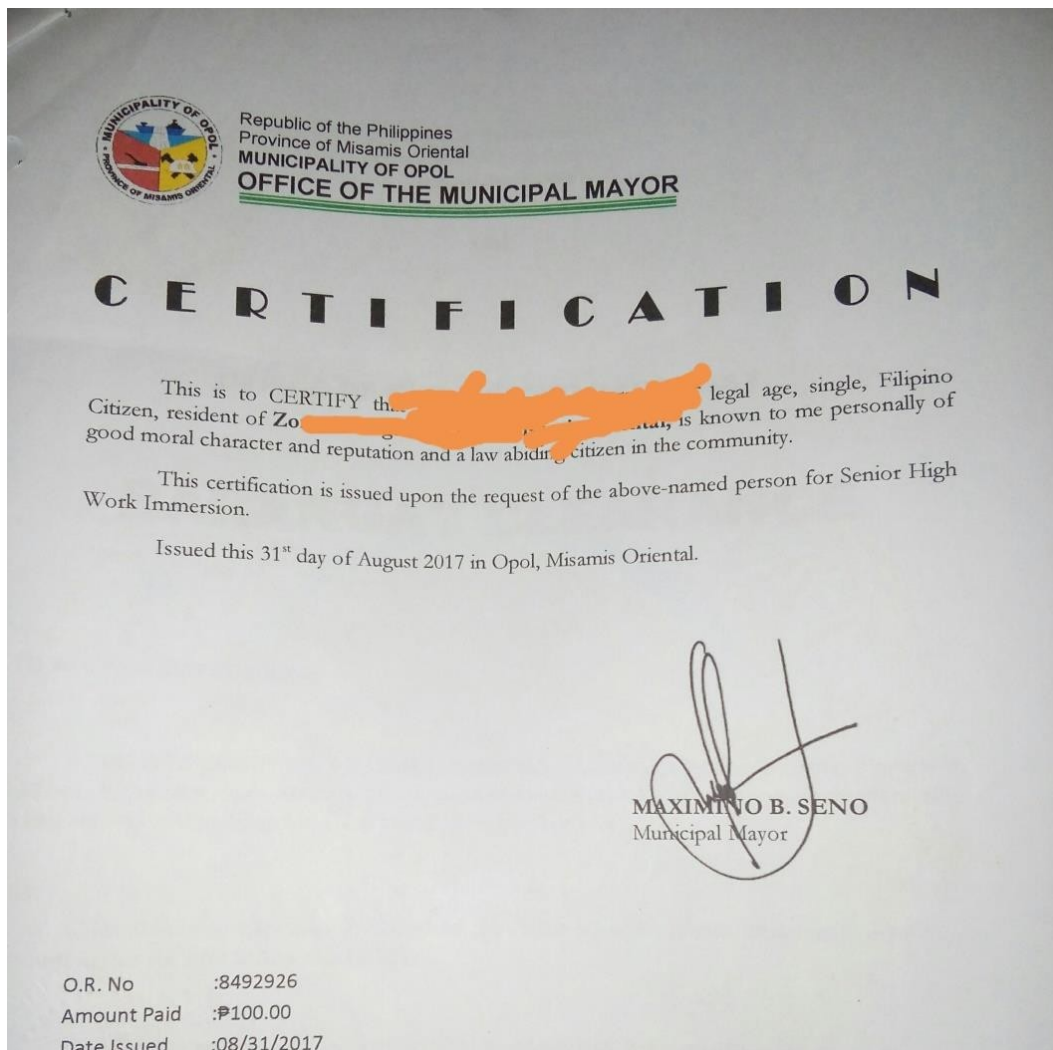 MUNICIPALITY OF OPOL
PROVINCE OF MISAMIS ORIENTAL
Republic of the Philippines
Province of Misamis Oriental
MUNICIPALITY OF OPOL
OFFICE OF THE MUNICIPAL MAYOR
CERTIFICATION
This is to CERTIFY legal age, single, Filipino
Citizen, resident of is known to me personally of
good moral character and reputation and a law abiding citizen in the community.
This certification is issued upon the request of the above-named person for Senior High
Work Immersion.
Issued this 31st day of August 2017 in Opol, Misamis Oriental.
MAXIMINO B. SENO
Municipal Mayor
O.R. No :8492926
Amount Paid :₱100.00
Date Issued :08/31/2017